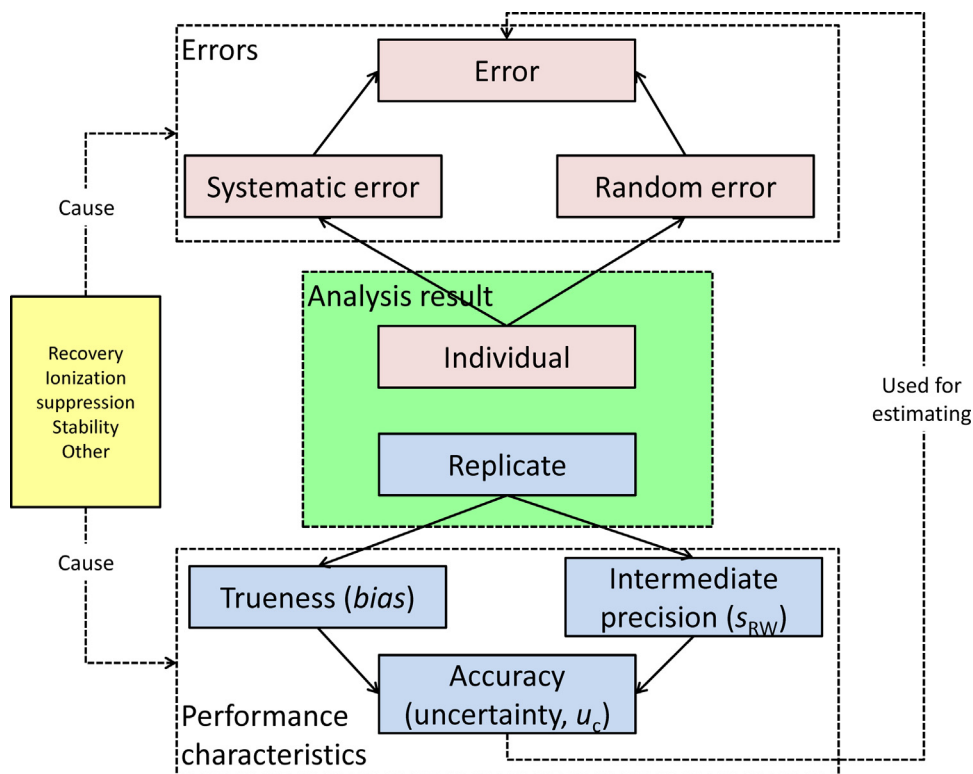 Errors
Error
Systematic error
Random error
Cause
Analysis result
Individual
Recovery
Ionization
suppression
Stability
Other
Used for
estimating
Replicate
Cause
Trueness (bias)
Intermediate
precision (sRW)
Accuracy
(uncertainty, uc)
Performance
characteristics